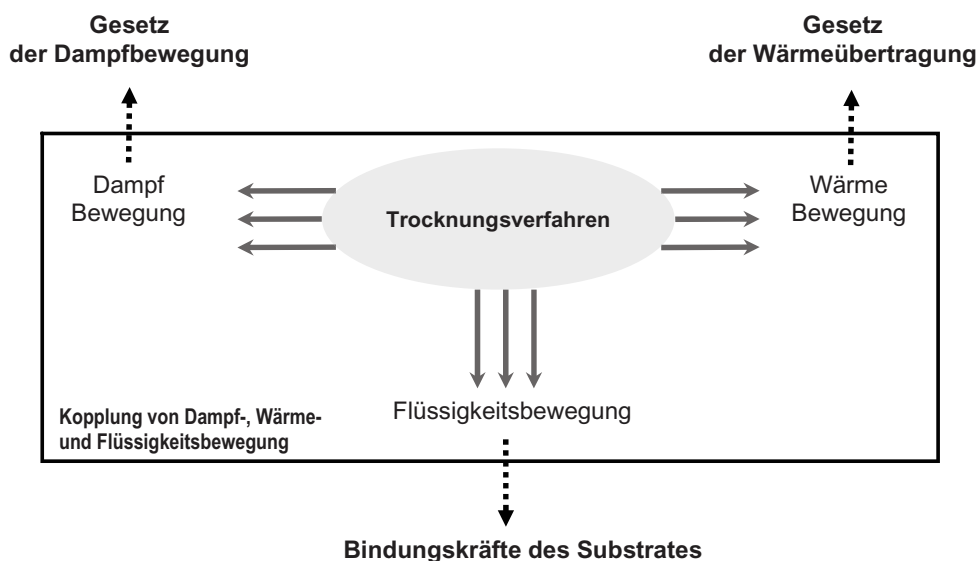 Gesetz
der Dampfbewegung
Gesetz
der Wärmeübertragung
Dampf
Bewegung
Trocknungsverfahren
Wärme
Bewegung
Flüssigkeitsbewegung
Kopplung von Dampf-, Wärme-
und Flüssigkeitsbewegung
Bindungskräfte des Substrates